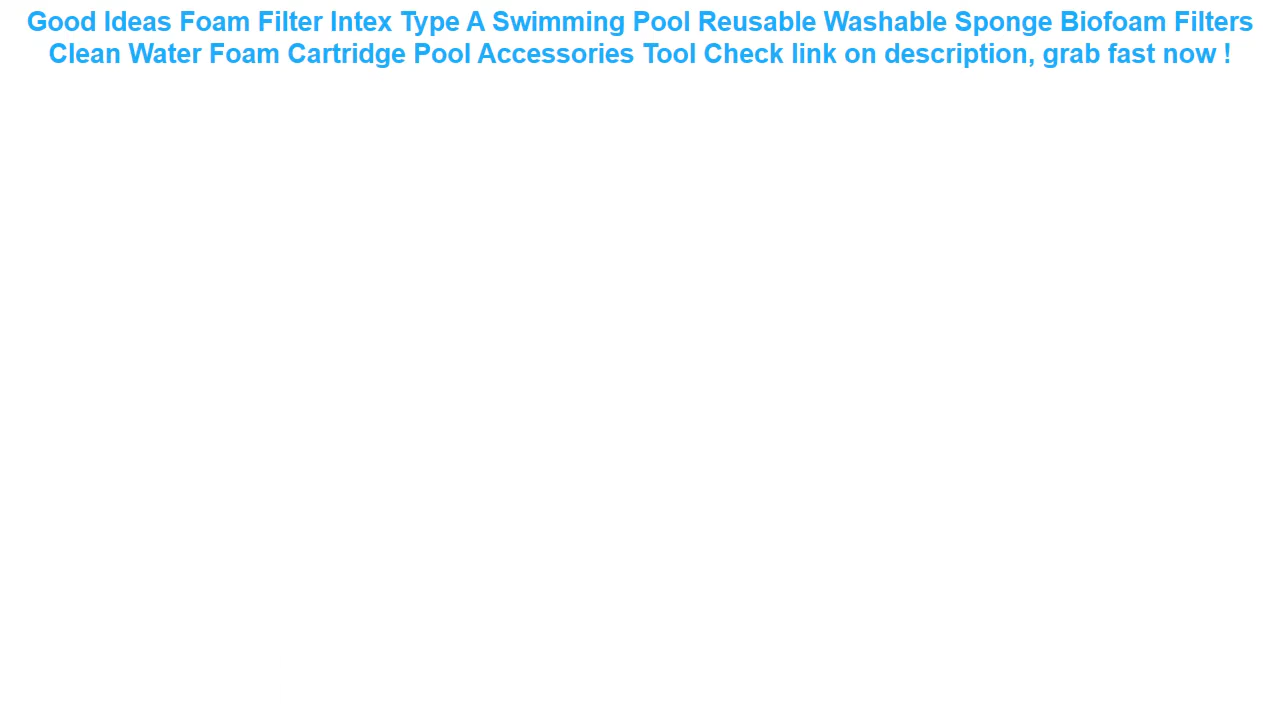 Good Ideas Foam Filter Intex Type A Swimming Pool Reusable Washable Sponge Biofoam Filters
Clean Water Foam Cartridge Pool Accessories Tool Check link on description, grab fast now !